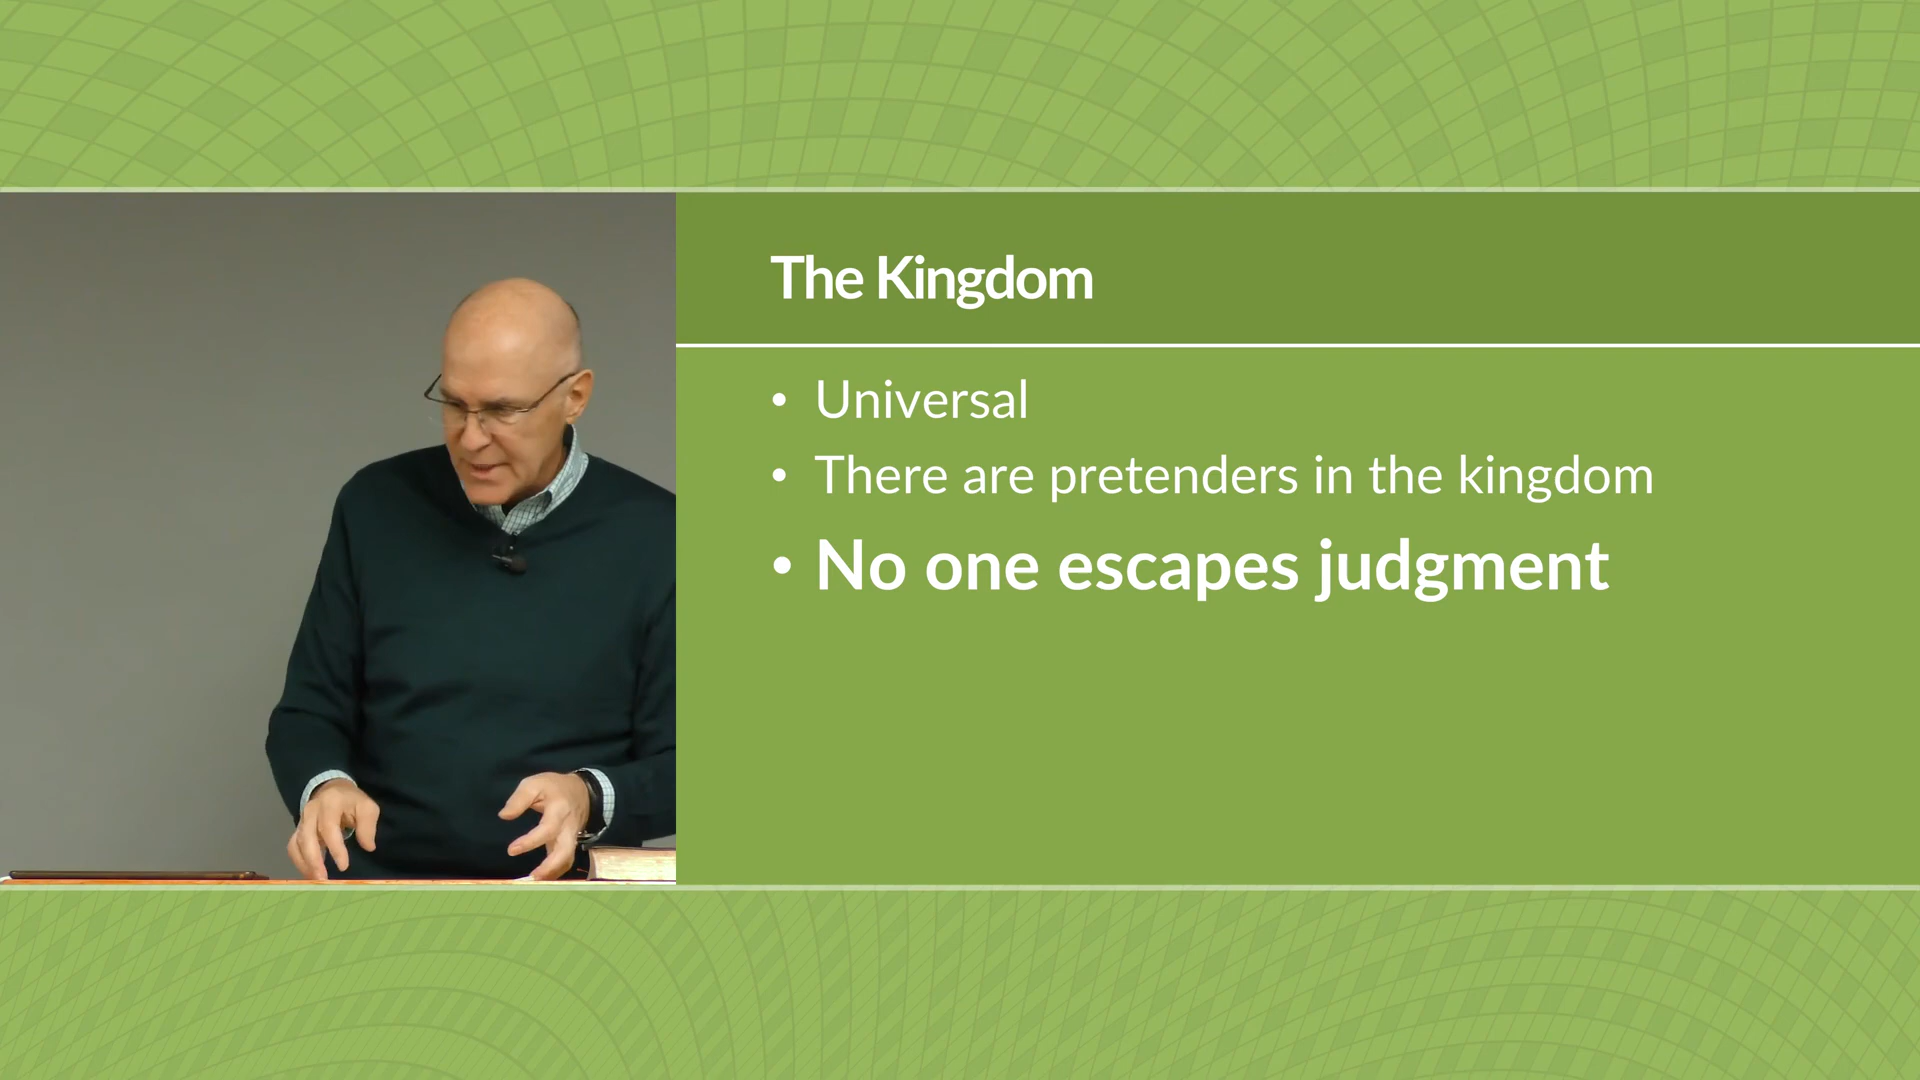 The Kingdom
• Universal
• There are pretenders in the kingdom
• No one escapes judgment